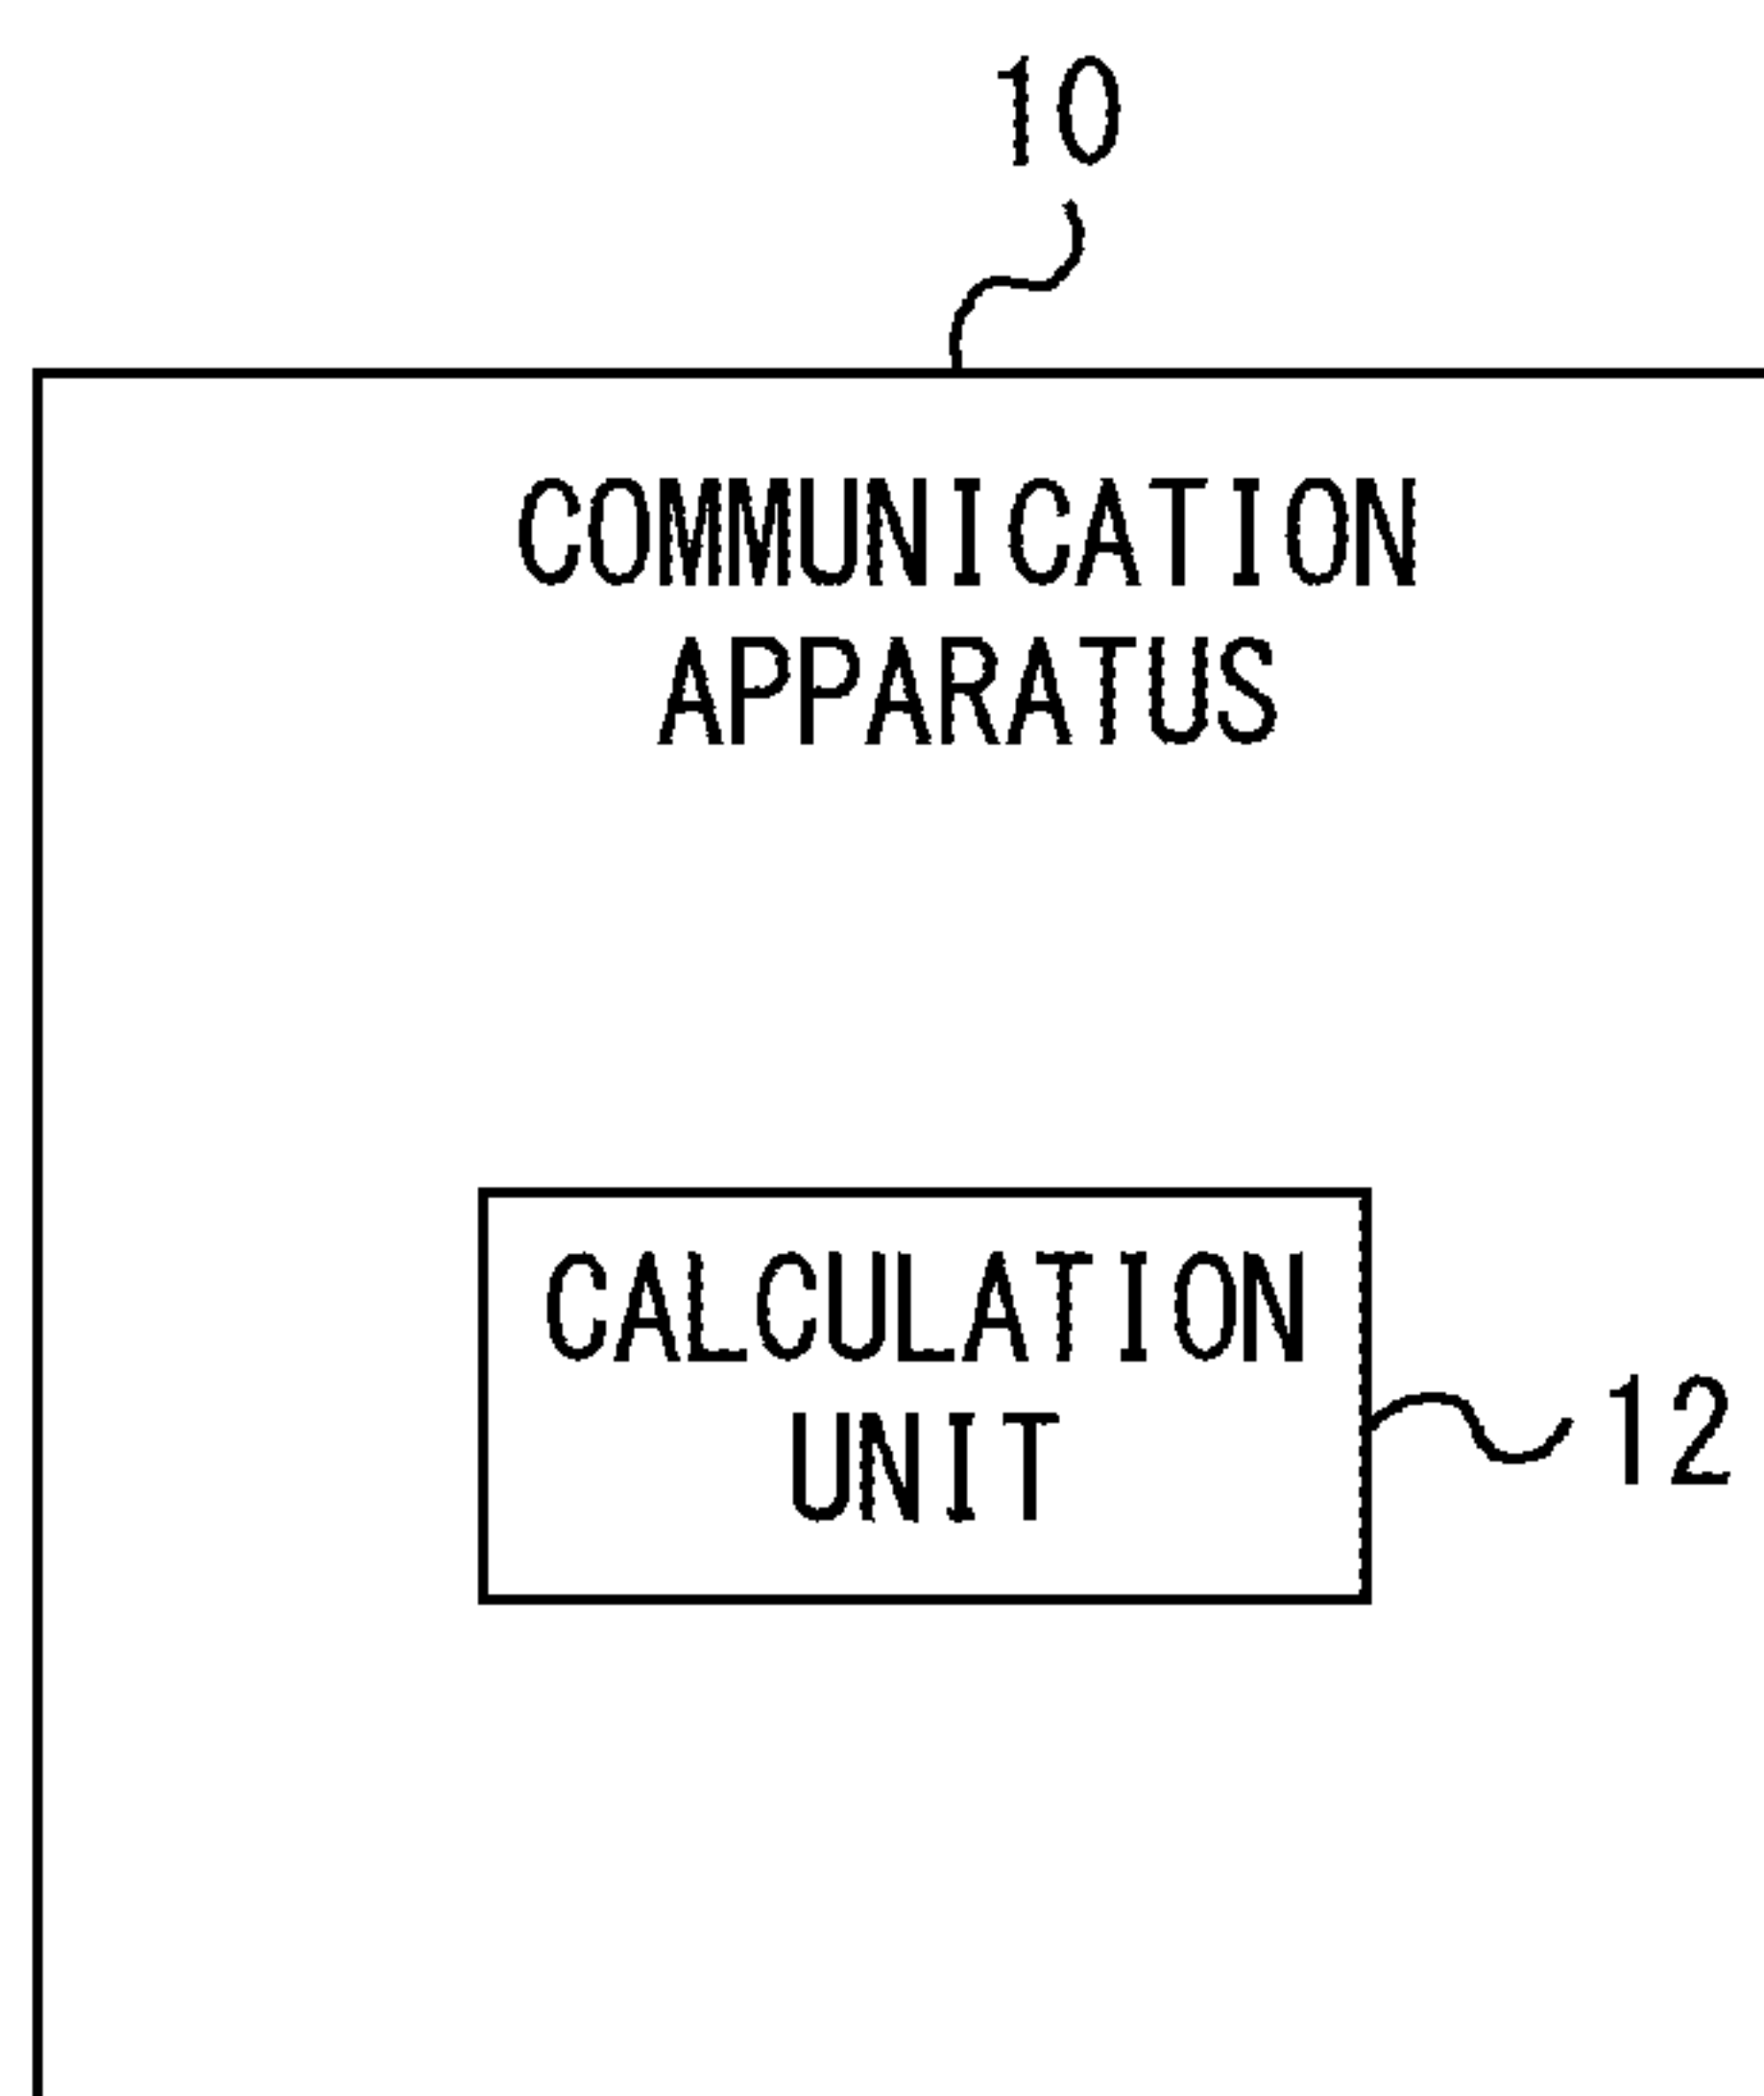 10
COMMUNICATION
APPARATUS
CALCULATION
UNIT
12